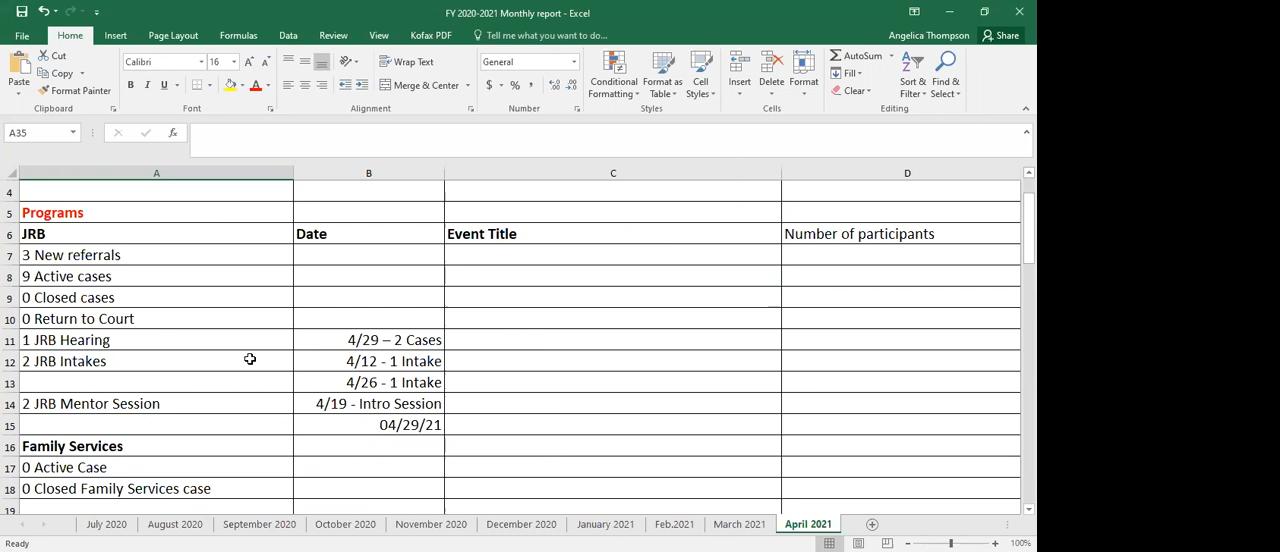 FY 2020-2021 Monthly report - Excel
File Home Insert Page Layout Formulas Data Review View Kofax PDF Tell me what you want to do... Angelica Thompson Share
Paste Cut Copy Format Painter Clipboard
Calibri 16 A A B I U A Font
Wrap Text Merge & Center Alignment
General $ % , Number
Conditional Formatting Format as Table Cell Styles Styles
Insert Delete Format Cells
AutoSum Fill Clear Sort & Filter Find & Select Editing
A35 fx
A B C D
4
5 Programs
6 JRB Date Event Title Number of participants
7 3 New referrals
8 9 Active cases
9 0 Closed cases
10 0 Return to Court
11 1 JRB Hearing 4/29 – 2 Cases
12 2 JRB Intakes 4/12 - 1 Intake
13 4/26 - 1 Intake
14 2 JRB Mentor Session 4/19 - Intro Session
15 04/29/21
16 Family Services
17 0 Active Case
18 0 Closed Family Services case
19
July 2020 August 2020 September 2020 October 2020 November 2020 December 2020 January 2021 Feb.2021 March 2021 April 2021
Ready 100%